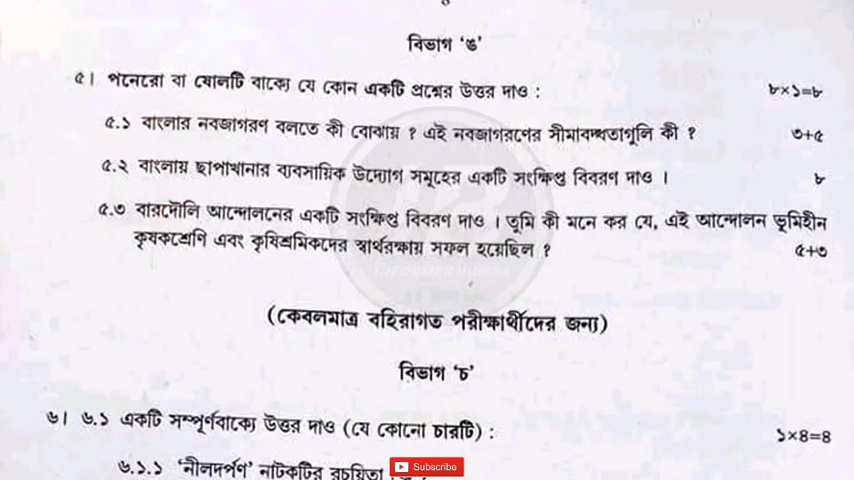 বিভাগ ‘ঙ’
৫। পনেরো বা ষোলটি বাক্যে যে কোন একটি প্রশ্নের উত্তর দাও : ৮×১=৮
৫.১ বাংলার নবজাগরণ বলতে কী বোঝায় ? এই নবজাগরণের সীমাবদ্ধতাগুলি কী ? ৩+৫
৫.২ বাংলায় ছাপাখানার ব্যবসায়িক উদ্যোগ সমূহের একটি সংক্ষিপ্ত বিবরণ দাও । ৮
৫.৩ বারদৌলি আন্দোলনের একটি সংক্ষিপ্ত বিবরণ দাও । তুমি কী মনে কর যে, এই আন্দোলন ভূমিহীন
কৃষকশ্রেণি এবং কৃষিশ্রমিকদের স্বার্থরক্ষায় সফল হয়েছিল ? ৫+৩
(কেবলমাত্র বহিরাগত পরীক্ষার্থীদের জন্য)
বিভাগ ‘চ’
৬। ৬.১ একটি সম্পূর্ণবাক্যে উত্তর দাও (যে কোনো চারটি) : ১×৪=৪
৬.১.১ ‘নীলদর্পণ’ নাটকটির রচয়িতা
Subscribe